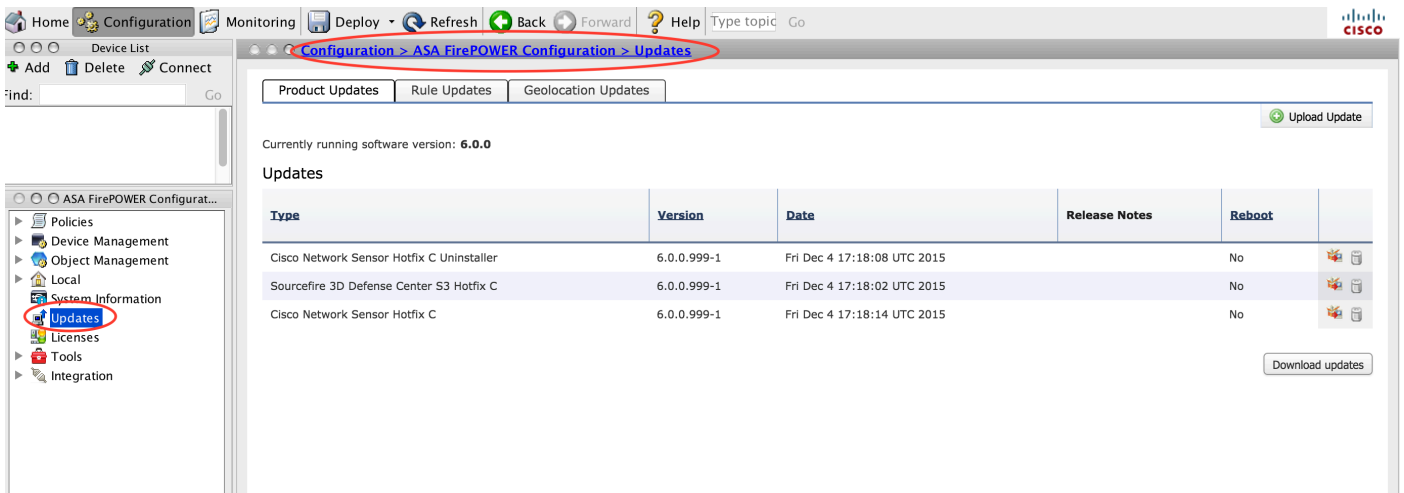 Home Configuration Monitoring Deploy Refresh Back Forward Help Type topic Go
CISCO
Device List
Configuration > ASA FirePOWER Configuration > Updates
Add Delete Connect
Find: Go
Product Updates Rule Updates Geolocation Updates
Upload Update
Currently running software version: 6.0.0
Updates
ASA FirePOWER Configurat...
Policies
Device Management
Object Management
Local
System Information
Updates
Licenses
Tools
Integration
Type Version Date Release Notes Reboot
Cisco Network Sensor Hotfix C Uninstaller 6.0.0.999-1 Fri Dec 4 17:18:08 UTC 2015 No
Sourcefire 3D Defense Center S3 Hotfix C 6.0.0.999-1 Fri Dec 4 17:18:02 UTC 2015 No
Cisco Network Sensor Hotfix C 6.0.0.999-1 Fri Dec 4 17:18:14 UTC 2015 No
Download updates